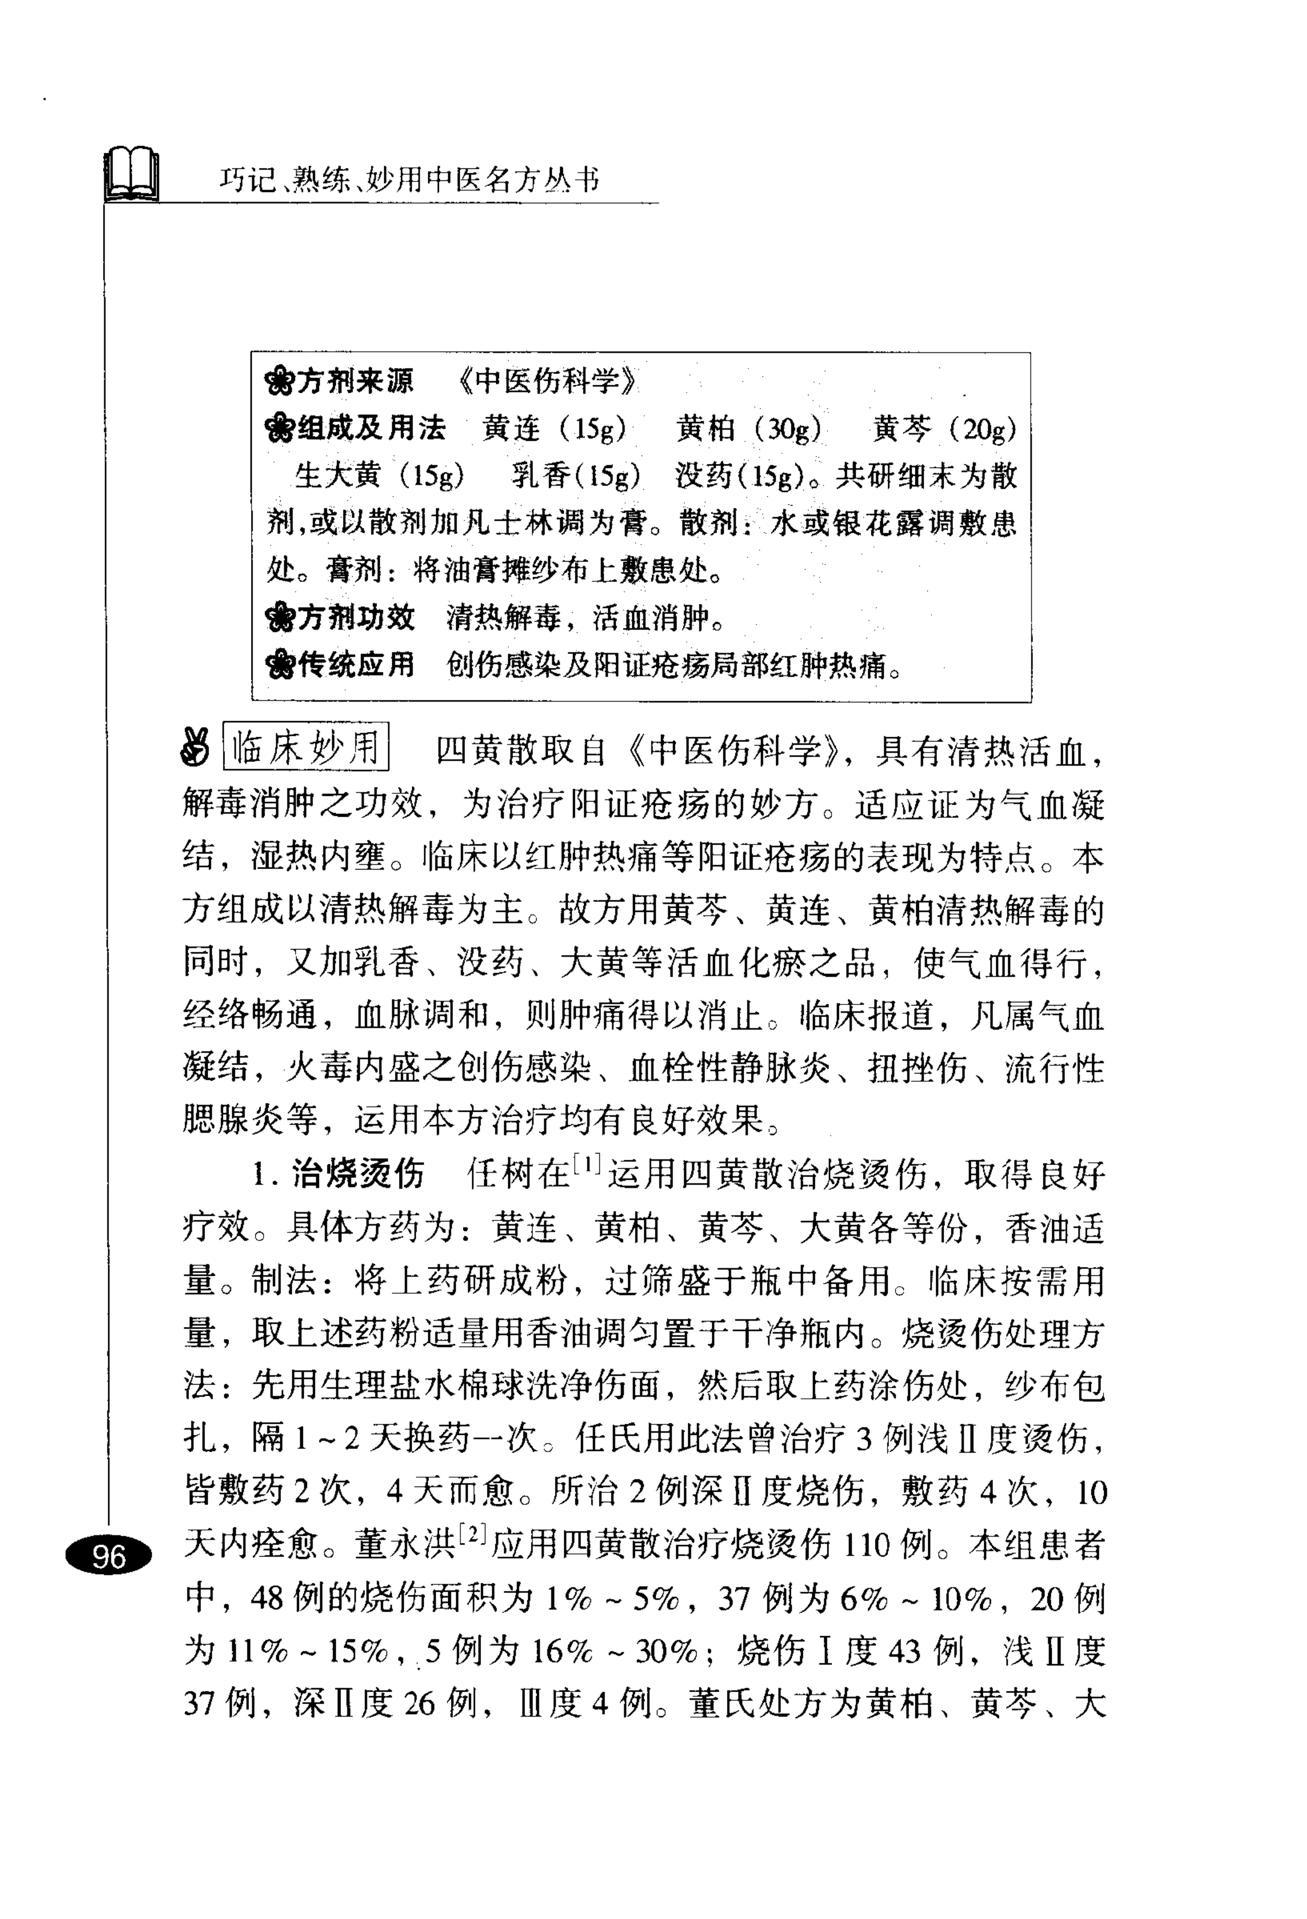 巧记、熟练、妙用中医名方丛书
方剂来源 《中医伤科学》
组成及用法 黄连(15g) 黄柏(30g) 黄芩(20g)
生大黄(15g) 乳香(15g) 没药(15g)。共研细末为散
剂,或以散剂加凡士林调为膏。散剂：水或银花露调敷患
处。膏剂：将油膏摊纱布上敷患处。
方剂功效 清热解毒，活血消肿。
传统应用 创伤感染及阳证疮疡局部红肿热痛。
临床妙用 四黄散取自《中医伤科学》，具有清热活血，
解毒消肿之功效，为治疗阳证疮疡的妙方。适应证为气血凝
结，湿热内壅。临床以红肿热痛等阳证疮疡的表现为特点。本
方组成以清热解毒为主。故方用黄芩、黄连、黄柏清热解毒的
同时，又加乳香、没药、大黄等活血化瘀之品，使气血得行，
经络畅通，血脉调和，则肿痛得以消止。临床报道，凡属气血
凝结，火毒内盛之创伤感染、血栓性静脉炎、扭挫伤、流行性
腮腺炎等，运用本方治疗均有良好效果。
1. 治烧烫伤 任树在[1]运用四黄散治烧烫伤，取得良好
疗效。具体方药为：黄连、黄柏、黄芩、大黄各等份，香油适
量。制法：将上药研成粉，过筛盛于瓶中备用。临床按需用
量，取上述药粉适量用香油调匀置于干净瓶内。烧烫伤处理方
法：先用生理盐水棉球洗净伤面，然后取上药涂伤处，纱布包
扎，隔1~2天换药一次。任氏用此法曾治疗3例浅Ⅱ度烫伤，
皆敷药2次，4天而愈。所治2例深Ⅱ度烧伤，敷药4次，10
天内痊愈。董永洪[2]应用四黄散治疗烧烫伤110例。本组患者
中，48例的烧伤面积为1%~5%，37例为6%~10%，20例
为11%~15%，5例为16%~30%；烧伤Ⅰ度43例，浅Ⅱ度
37例，深Ⅱ度26例，Ⅲ度4例。董氏处方为黄柏、黄芩、大
96